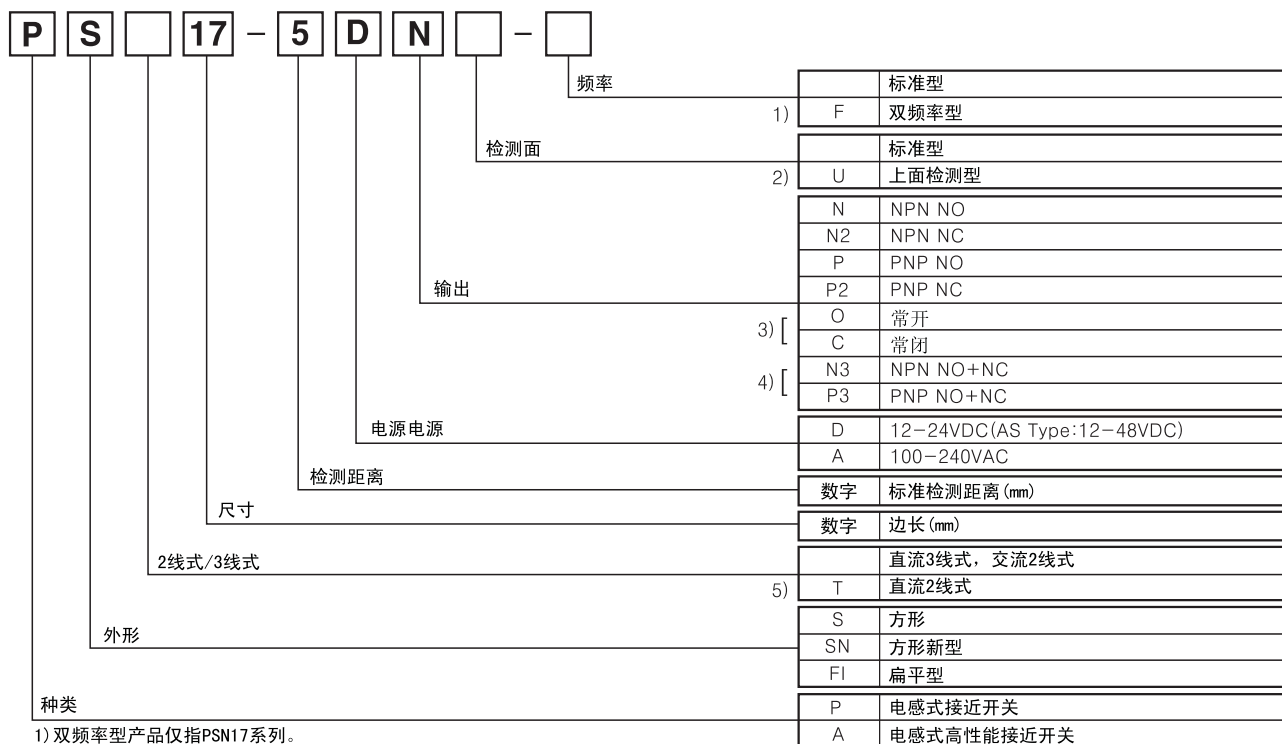 P S 17 - 5 D N -
频率
标准型
1) F 双频率型
检测面
标准型
2) U 上面检测型
N NPN NO
N2 NPN NC
P PNP NO
输出
P2 PNP NC
3) [ O 常开
C 常闭
4) [ N3 NPN NO+NC
P3 PNP NO+NC
电源电源
D 12-24VDC(AS Type:12-48VDC)
A 100-240VAC
检测距离
数字 标准检测距离(mm)
尺寸
数字 边长(mm)
2线式/3线式
直流3线式，交流2线式
5) T 直流2线式
外形
S 方形
SN 方形新型
FI 扁平型
种类
P 电感式接近开关
A 电感式高性能接近开关
1)双频率型产品仅指PSN17系列。